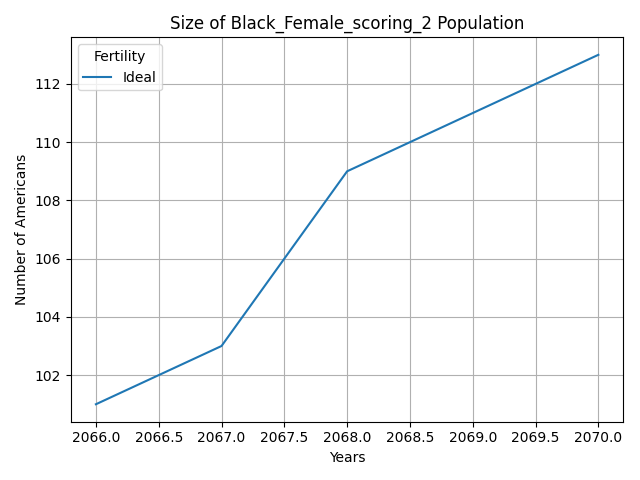 Size of Black_Female_scoring_2 Population
Fertility
Ideal
Number of Americans
112
110
108
106
104
102
2066.0 2066.5 2067.0 2067.5 2068.0 2068.5 2069.0 2069.5 2070.0
Years